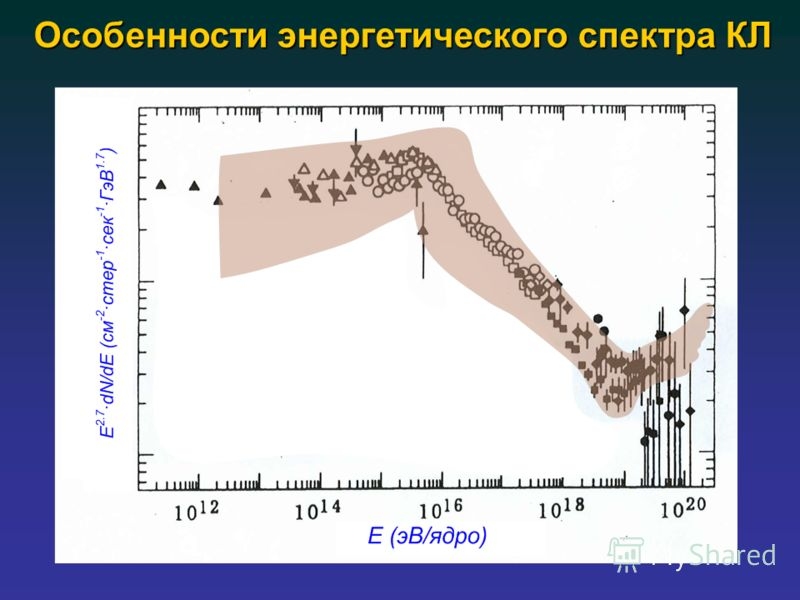 Особенности энергетического спектра КЛ
E^2.7·dN/dE (см^-2·стер^-1·сек^-1·ГэВ^1.7)
10^12 10^14 10^16 10^18 10^20
E (эВ/ядро)
MyShared